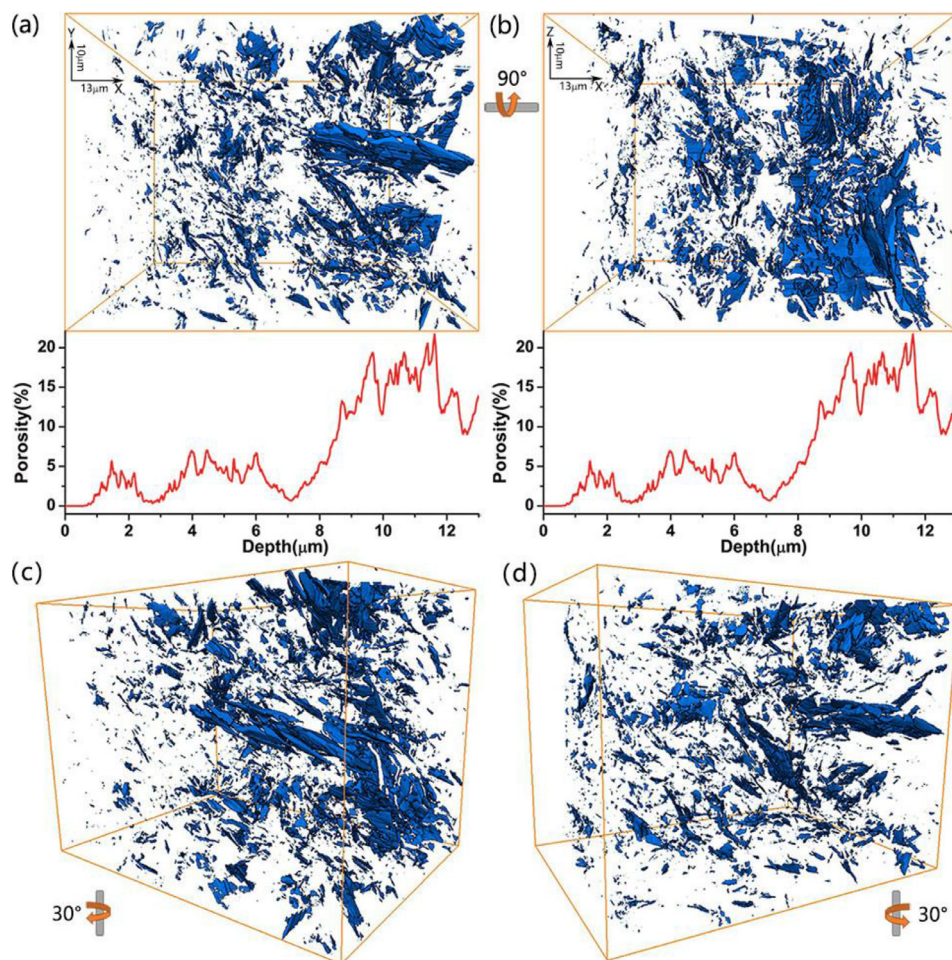 (a)
Y
10μm
13μm X
(b)
Z
10μm
13μm X
90°
20
15
10
5
0
Porosity(%)
0 2 4 6 8 10 12
Depth(μm)
20
15
10
5
0
Porosity(%)
0 2 4 6 8 10 12
Depth(μm)
(c)
30°
(d)
30°